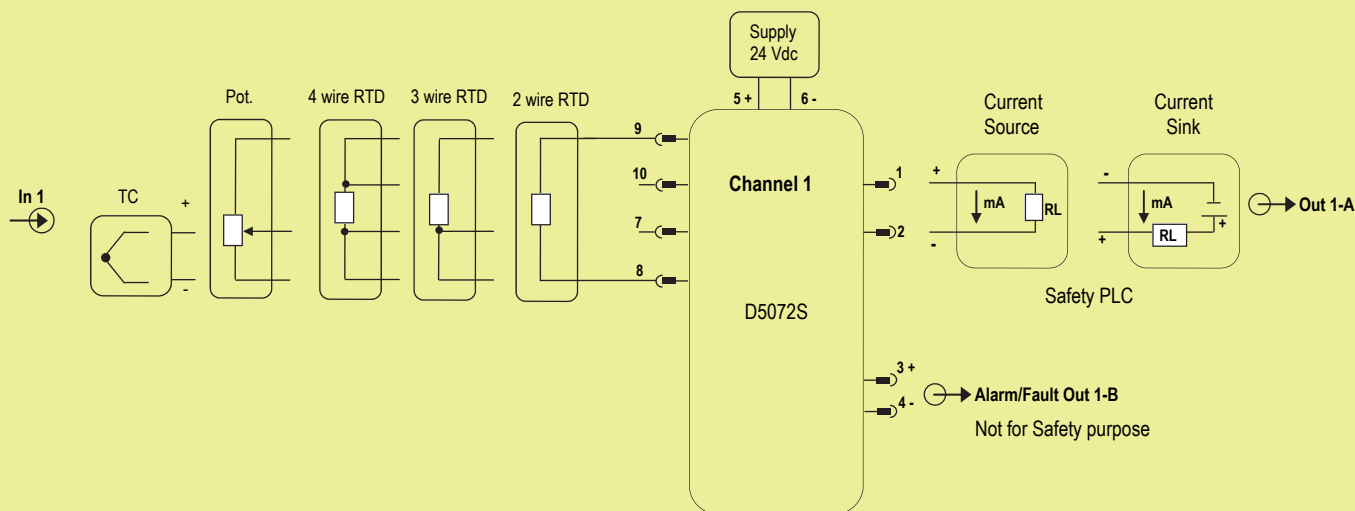 Supply
24 Vdc
5 +
6 -
Pot.
4 wire RTD
3 wire RTD
2 wire RTD
Current
Source
Current
Sink
9
10
7
8
Channel 1
D5072S
In 1
TC
+
-
1
2
+
-
mA
RL
-
+
mA
RL
+
Out 1-A
Safety PLC
3 +
4 -
Alarm/Fault Out 1-B
Not for Safety purpose